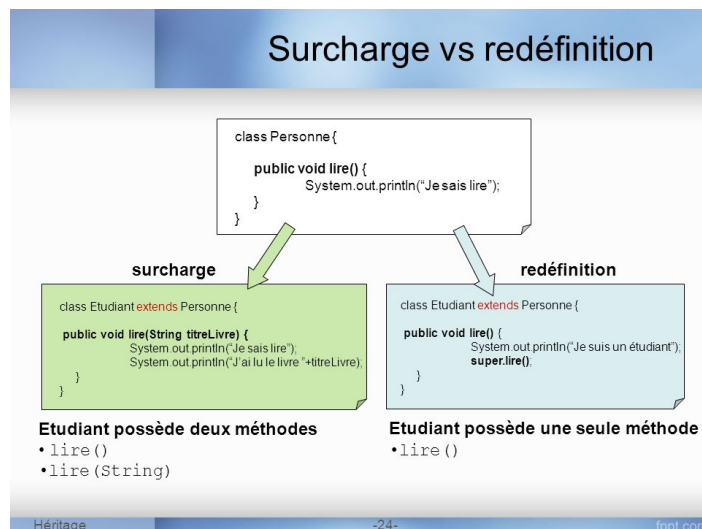 Surcharge vs redéfinition
class Personne {
public void lire() {
System.out.println(“Je sais lire”);
}
}
surcharge
redéfinition
class Etudiant extends Personne {
public void lire(String titreLivre) {
System.out.println(“Je sais lire”);
System.out.println(“J’ai lu le livre ”+titreLivre);
}
}
class Etudiant extends Personne {
public void lire() {
System.out.println(“Je suis un étudiant”);
super.lire();
}
}
Etudiant possède deux méthodes
• lire()
• lire(String)
Etudiant possède une seule méthode
• lire()
Héritage
-24-
fppt.com